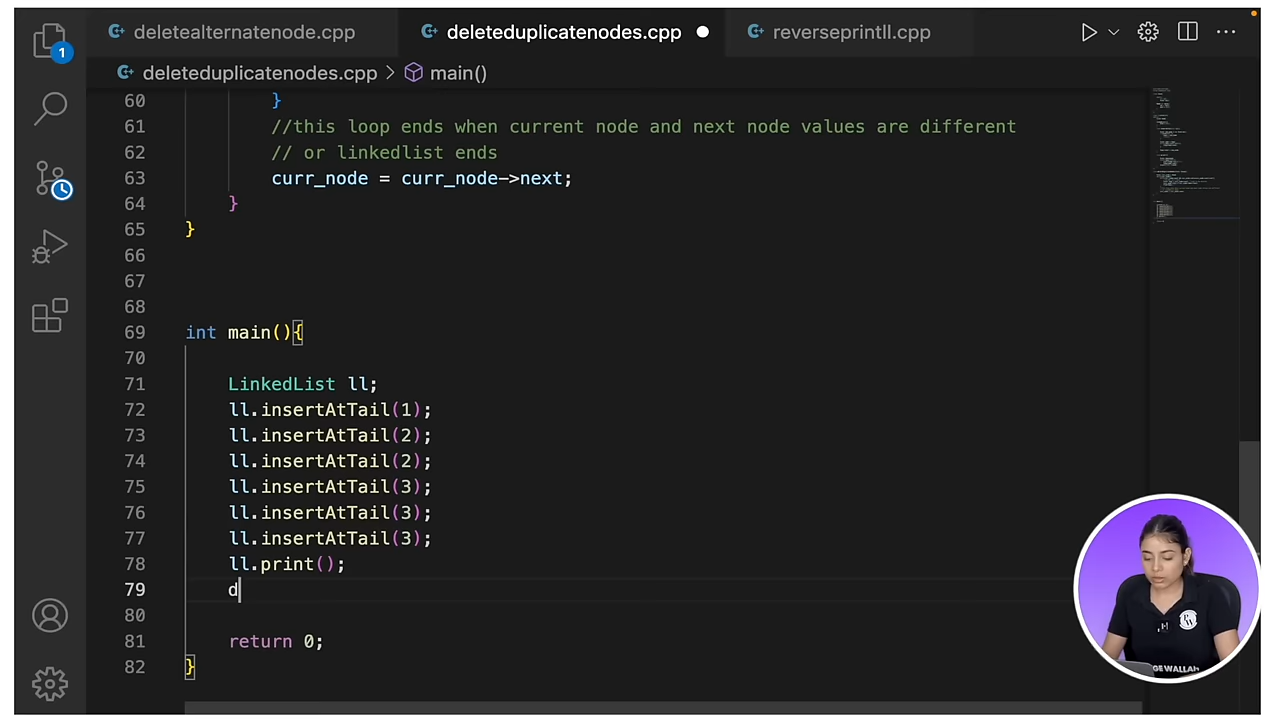 1
deletealternatenode.cpp
deleteduplicatenodes.cpp
reverseprintll.cpp
deleteduplicatenodes.cpp > main()
60 }
61 //this loop ends when current node and next node values are different
62 // or linkedlist ends
63 curr_node = curr_node->next;
64 }
65 }
66
67
68
69 int main(){
70
71 LinkedList ll;
72 ll.insertAtTail(1);
73 ll.insertAtTail(2);
74 ll.insertAtTail(2);
75 ll.insertAtTail(3);
76 ll.insertAtTail(3);
77 ll.insertAtTail(3);
78 ll.print();
79 d
80
81 return 0;
82 }